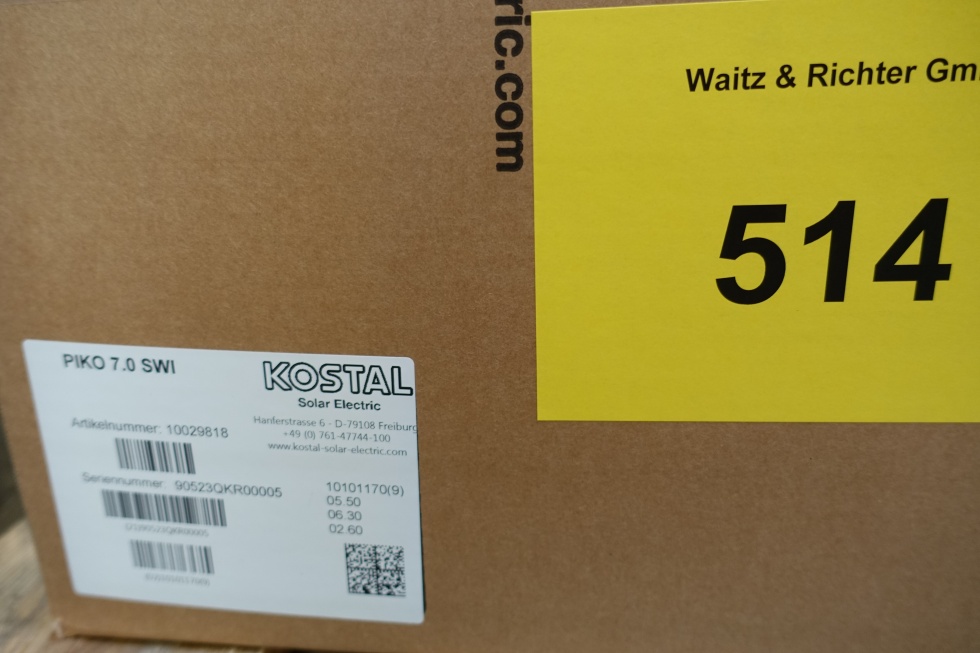 ric.com
Waitz & Richter Gm
514
PIKO 7.0 SWI
KOSTAL
Solar Electric
Hanferstrasse 6 - D-79108 Freiburg
+49 (0) 761-47744-100
www.kostal-solar-electric.com
Artikelnummer: 10029818
Seriennummer: 90523QKR00005
10101170(9)
05.50
06.30
02.60